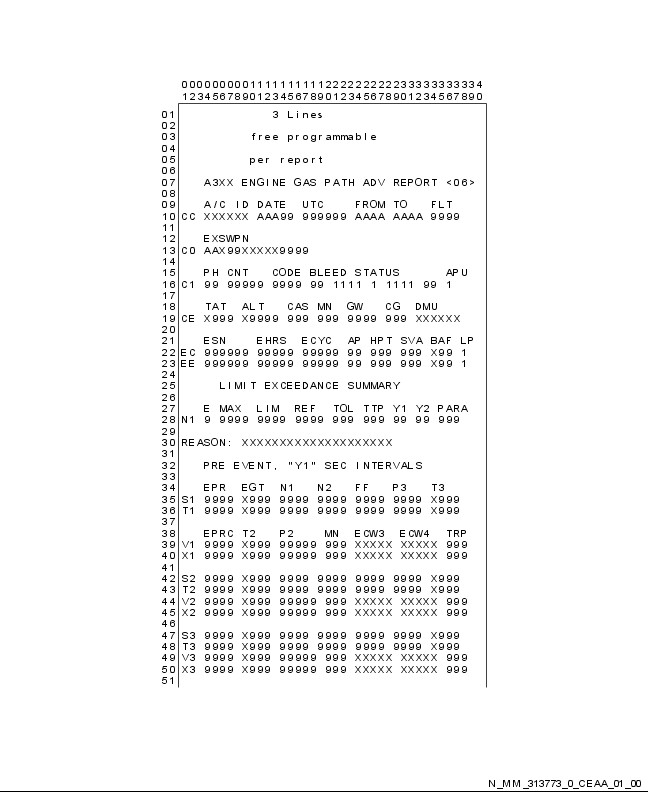 0000000001111111111222222222233333333334
1234567890123456789012345678901234567890
01 3 Lines
02
03 free programmable
04
05 per report
06
07 A3XX ENGINE GAS PATH ADV REPORT <06>
08
09 A/C ID DATE UTC FROM TO FLT
10 CC XXXXXX AAA99 999999 AAAA AAAA 9999
11
12 EXSWPN
13 C0 AAX99XXXXX9999
14
15 PH CNT CODE BLEED STATUS APU
16 C1 99 99999 9999 99 1111 1 1111 99 1
17
18 TAT ALT CAS MN GW CG DMU
19 CE X999 X9999 999 999 9999 999 XXXXXX
20
21 ESN EHRS ECYC AP HPT SVA BAF LP
22 EC 999999 99999 99999 99 999 999 X99 1
23 EE 999999 99999 99999 99 999 999 X99 1
24
25 LIMIT EXCEEDANCE SUMMARY
26
27 E MAX LIM REF TOL TTP Y1 Y2 PARA
28 N1 9 9999 9999 9999 999 999 99 99 999
29
30 REASON: XXXXXXXXXXXXXXXXXXXX
31
32 PRE EVENT, "Y1" SEC INTERVALS
33
34 EPR EGT N1 N2 FF P3 T3
35 S1 9999 X999 9999 9999 9999 9999 X999
36 T1 9999 X999 9999 9999 9999 9999 X999
37
38 EPRC T2 P2 MN ECW3 ECW4 TRP
39 V1 9999 X999 99999 999 XXXXX XXXXX 999
40 X1 9999 X999 99999 999 XXXXX XXXXX 999
41
42 S2 9999 X999 9999 9999 9999 9999 X999
43 T2 9999 X999 9999 9999 9999 9999 X999
44 V2 9999 X999 99999 999 XXXXX XXXXX 999
45 X2 9999 X999 99999 999 XXXXX XXXXX 999
46
47 S3 9999 X999 9999 9999 9999 9999 X999
48 T3 9999 X999 9999 9999 9999 9999 X999
49 V3 9999 X999 99999 999 XXXXX XXXXX 999
50 X3 9999 X999 99999 999 XXXXX XXXXX 999
51
N_MM_313773_0_CEAA_01_00